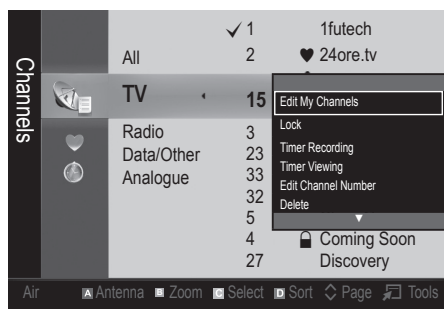 Channels
✓ 1 1futech
All 2 ♥ 24ore.tv
TV 15
Radio 3
Data/Other 23
Analogue 33
32
5
4 Coming Soon
27 Discovery
Edit My Channels
Lock
Timer Recording
Timer Viewing
Edit Channel Number
Delete
▼
Air A Antenna B Zoom C Select D Sort Page Tools